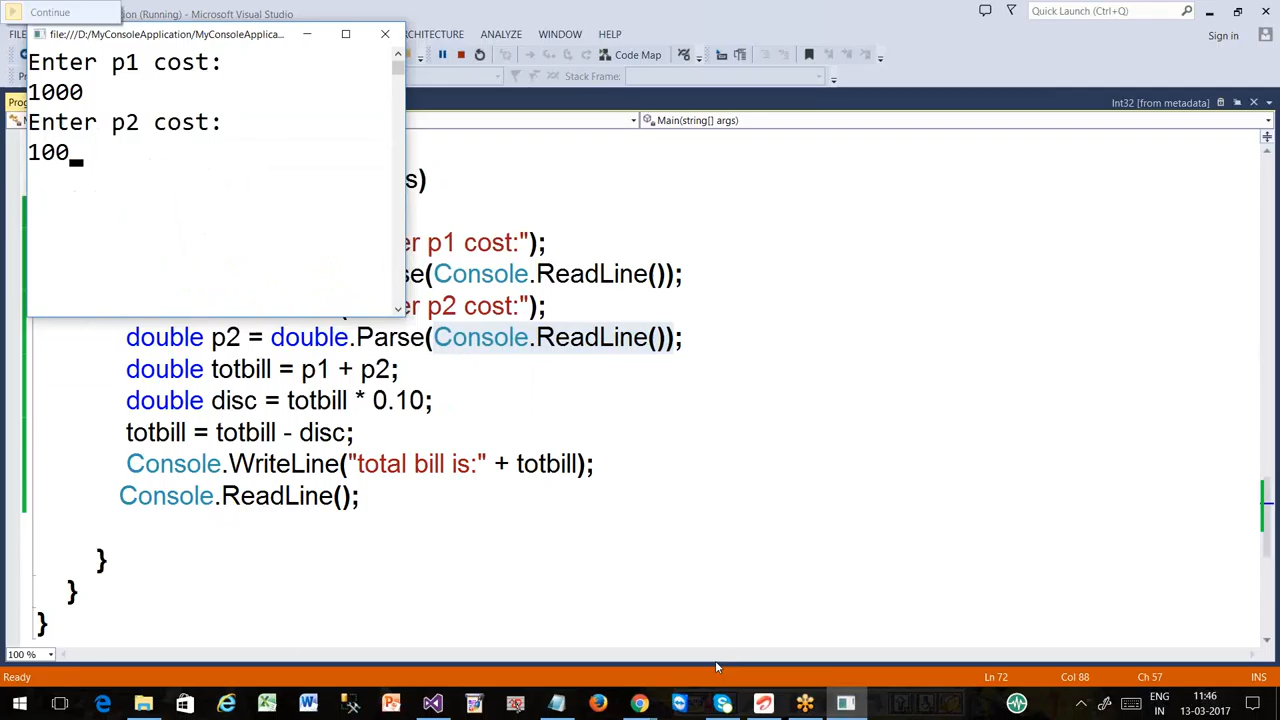 Continue
ion (Running) - Microsoft Visual Studio
Quick Launch (Ctrl+Q)
file:///D:/MyConsoleApplication/MyConsoleApplica...
RCHITECTURE ANALYZE WINDOW HELP
Sign in
Code Map
Stack Frame:
Int32 [from metadata]
Main(string[] args)
Enter p1 cost:
1000
Enter p2 cost:
100
s)
er p1 cost:");
se(Console.ReadLine());
er p2 cost:");
double p2 = double.Parse(Console.ReadLine());
double totbill = p1 + p2;
double disc = totbill * 0.10;
totbill = totbill - disc;
Console.WriteLine("total bill is:" + totbill);
Console.ReadLine();
}
}
}
100 %
Ready
Ln 72 Col 88 Ch 57 INS
ENG
IN
11:46
13-03-2017